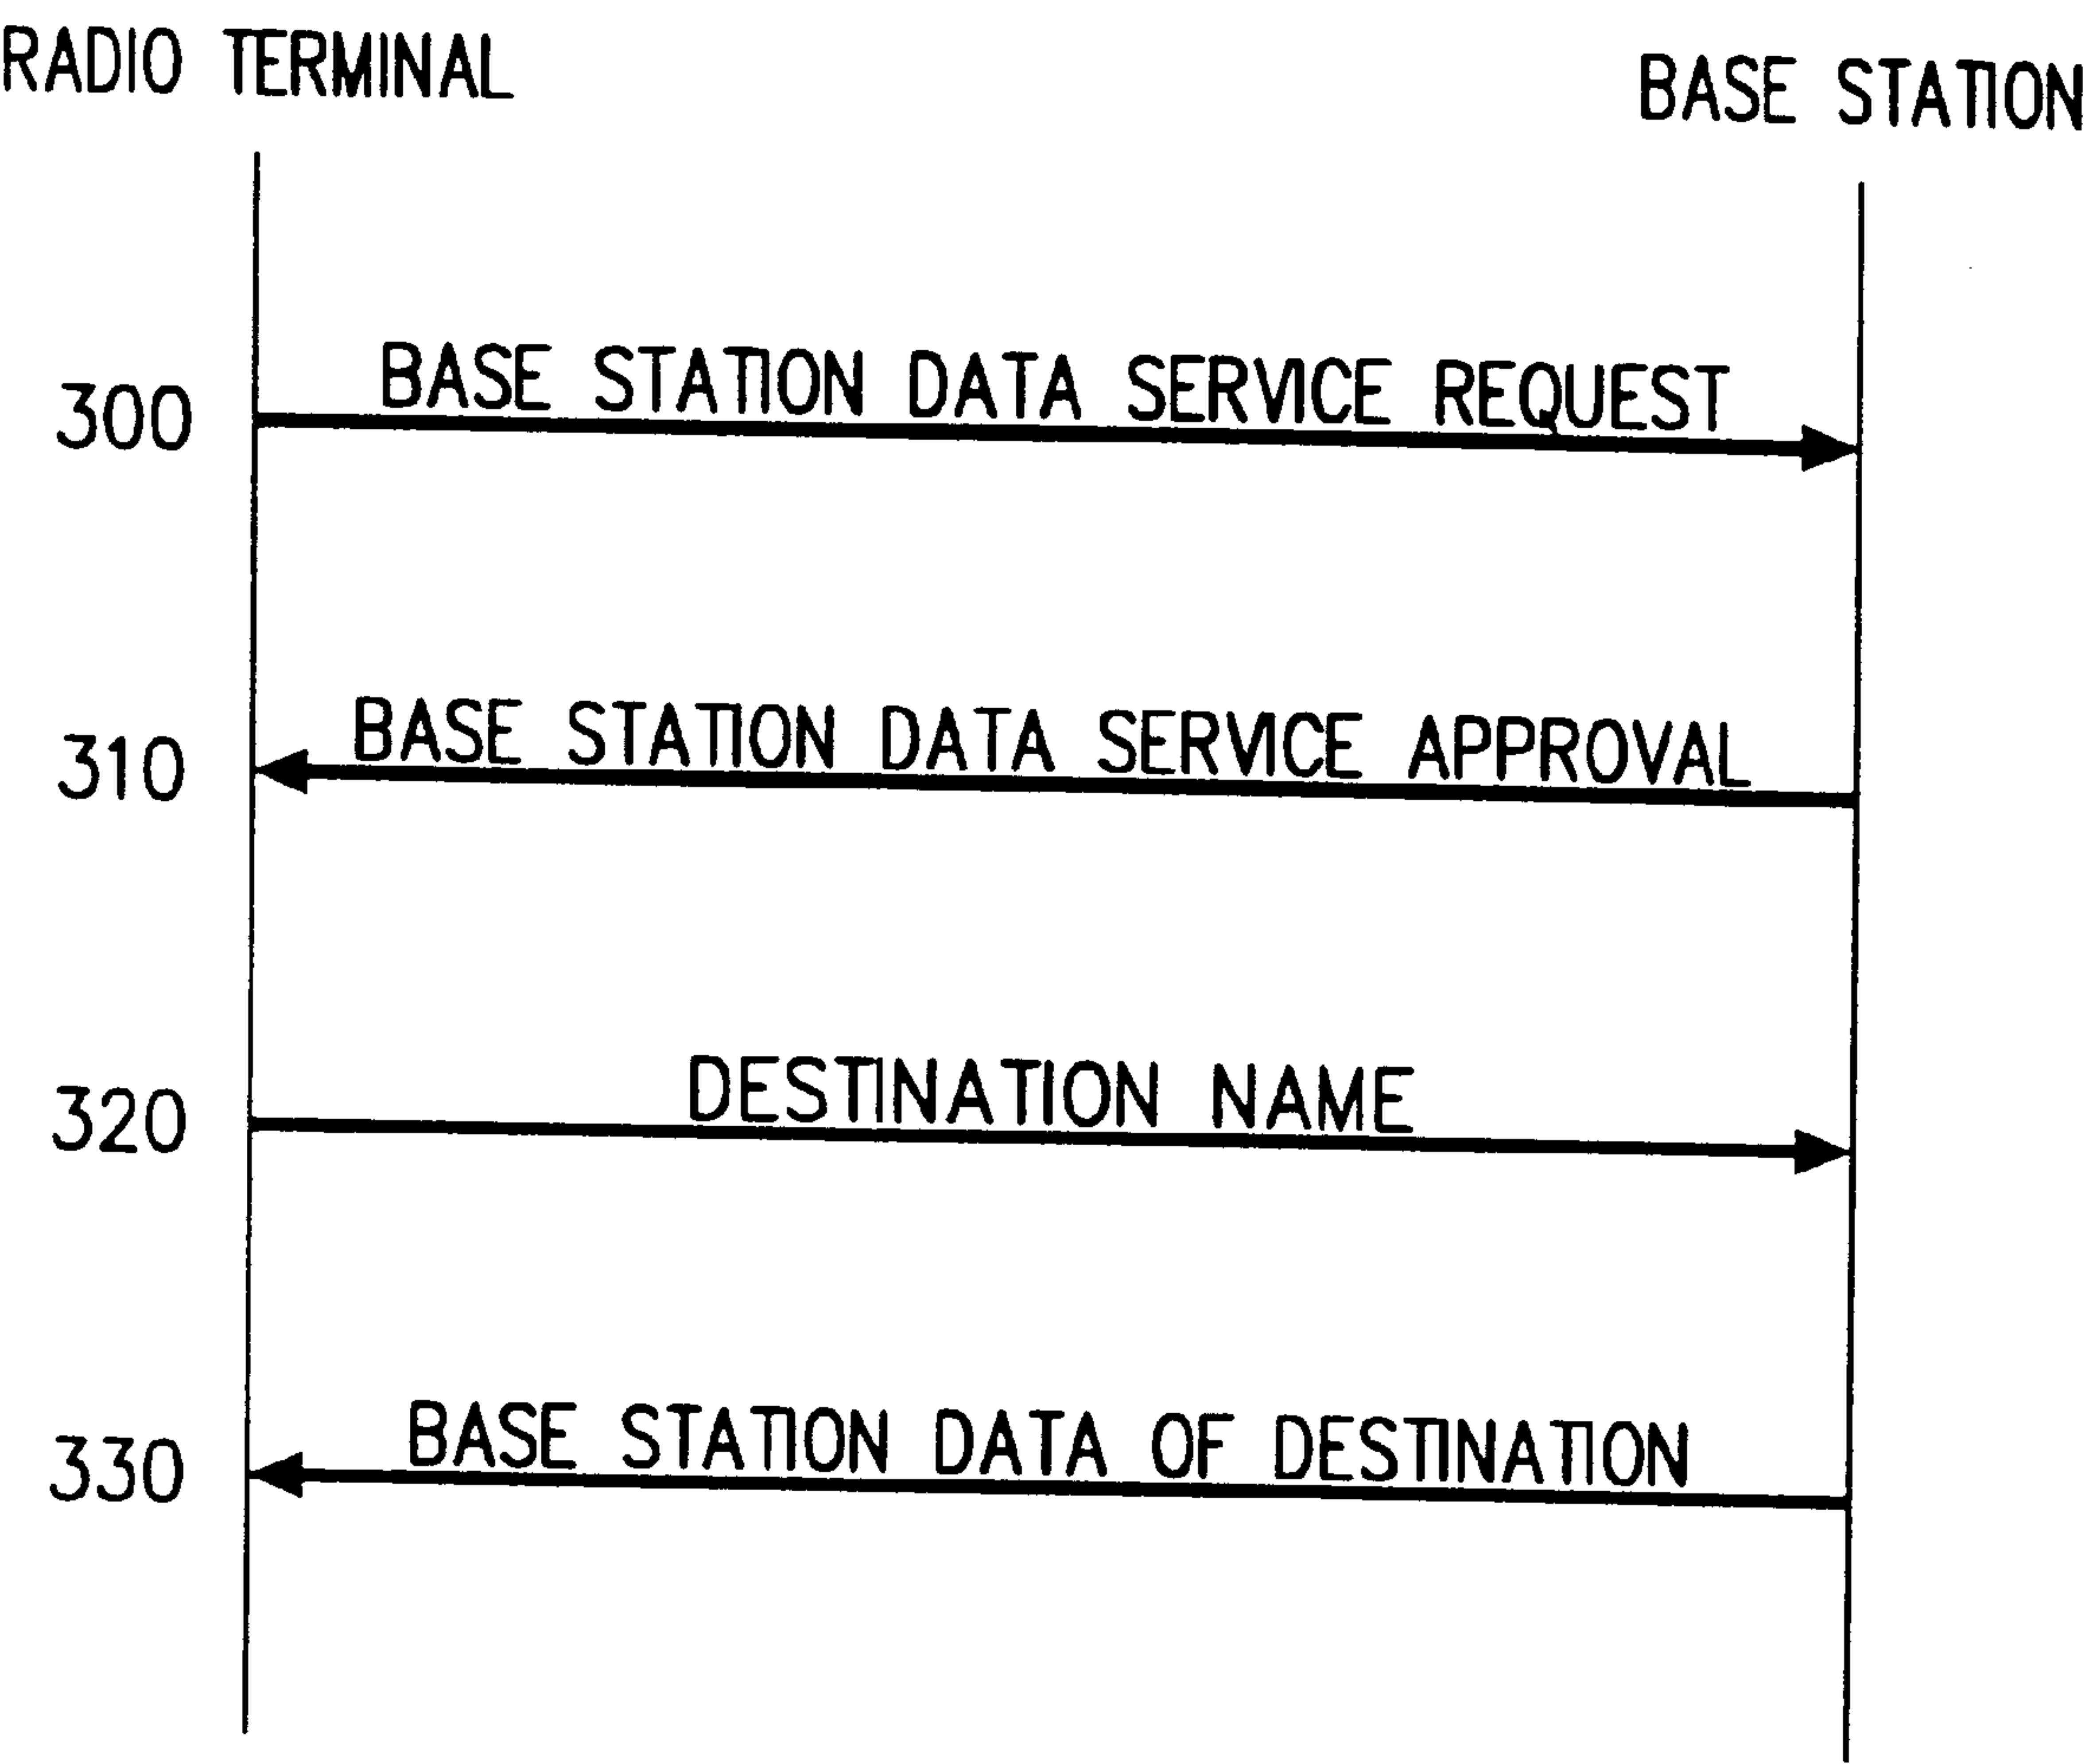 RADIO TERMINAL
BASE STATION
300
BASE STATION DATA SERVICE REQUEST
310
BASE STATION DATA SERVICE APPROVAL
320
DESTINATION NAME
330
BASE STATION DATA OF DESTINATION